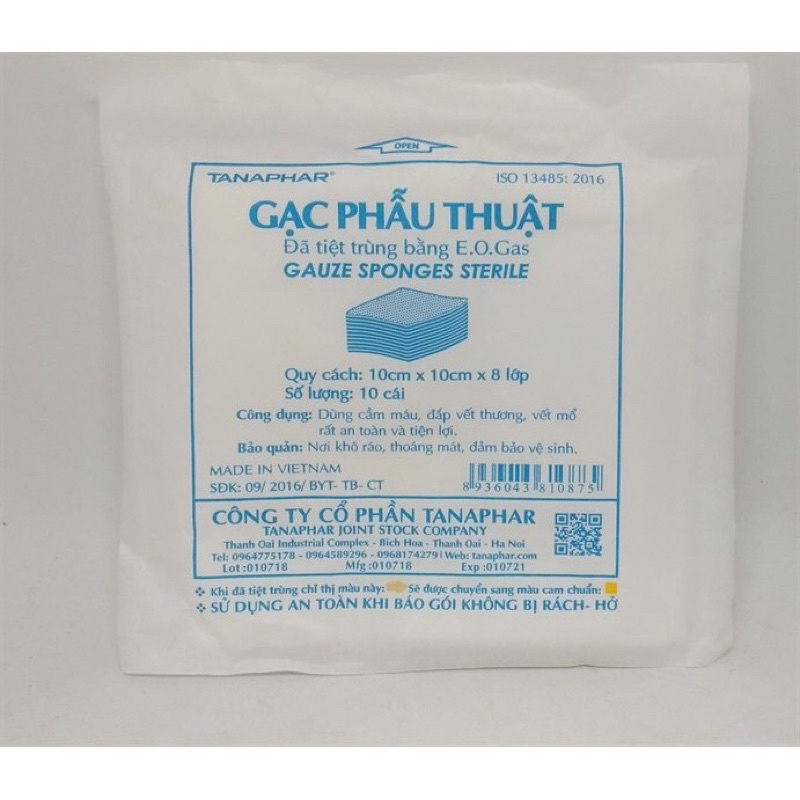 OPEN
TANAPHAR® ISO 13485: 2016
GẠC PHẪU THUẬT
Đã tiệt trùng bằng E.O.Gas
GAUZE SPONGES STERILE
Quy cách: 10cm x 10cm x 8 lớp
Số lượng: 10 cái
Công dụng: Dùng cầm máu, đắp vết thương, vết mổ
rất an toàn và tiện lợi.
Bảo quản: Nơi khô ráo, thoáng mát, đảm bảo vệ sinh.
MADE IN VIETNAM
SĐK: 09/ 2016/ BYT- TB- CT
8 936043 810875
CÔNG TY CỔ PHẦN TANAPHAR
TANAPHAR JOINT STOCK COMPANY
Thanh Oai Industrial Complex - Bich Hoa - Thanh Oai - Ha Noi
Tel: 0964775178 - 0964589296 - 0968174279 | Web: tanaphar.com
Lot :010718 Mfg :010718 Exp :010721
❖ Khi đã tiệt trùng chỉ thị màu này: Sẽ được chuyển sang màu cam chuẩn:
❖ SỬ DỤNG AN TOÀN KHI BÁO GÓI KHÔNG BỊ RÁCH- HỞ